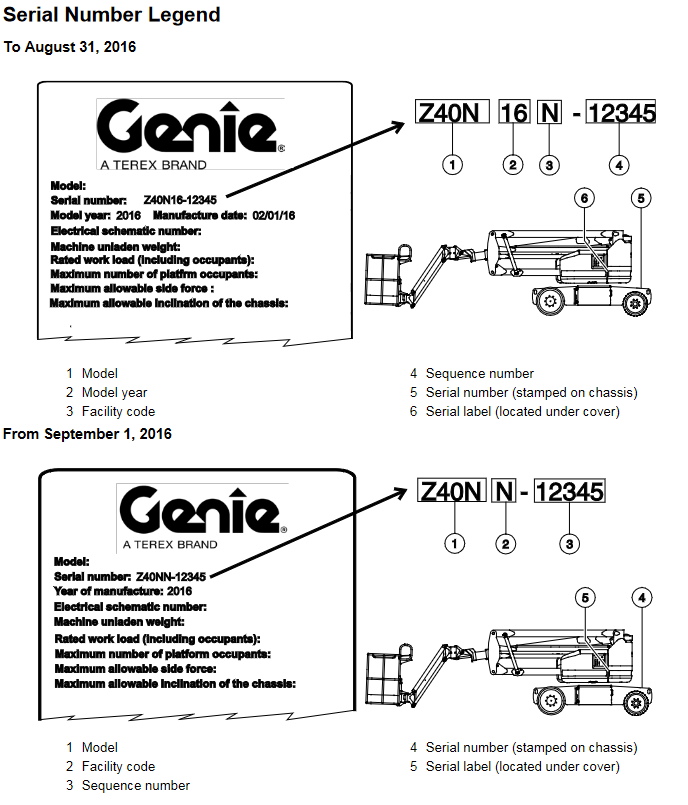 Serial Number Legend
To August 31, 2016
Genie®
A TEREX BRAND
Model:
Serial number: Z40N16-12345
Model year: 2016 Manufacture date: 02/01/16
Electrical schematic number:
Machine unladen weight:
Rated work load (including occupants):
Maximum number of platfrm occupants:
Maximum allowable side force :
Maximum allowable inclination of the chassis:
Z40N 16 N - 12345
1 2 3 4
6 5
1 Model
2 Model year
3 Facility code
4 Sequence number
5 Serial number (stamped on chassis)
6 Serial label (located under cover)
From September 1, 2016
Genie®
A TEREX BRAND
Model:
Serial number: Z40NN-12345
Year of manufacture: 2016
Electrical schematic number:
Machine unladen weight:
Rated work load (including occupants):
Maximum number of platform occupants:
Maximum allowable side force:
Maximum allowable inclination of the chassis:
Z40N N - 12345
1 2 3
5 4
1 Model
2 Facility code
3 Sequence number
4 Serial number (stamped on chassis)
5 Serial label (located under cover)